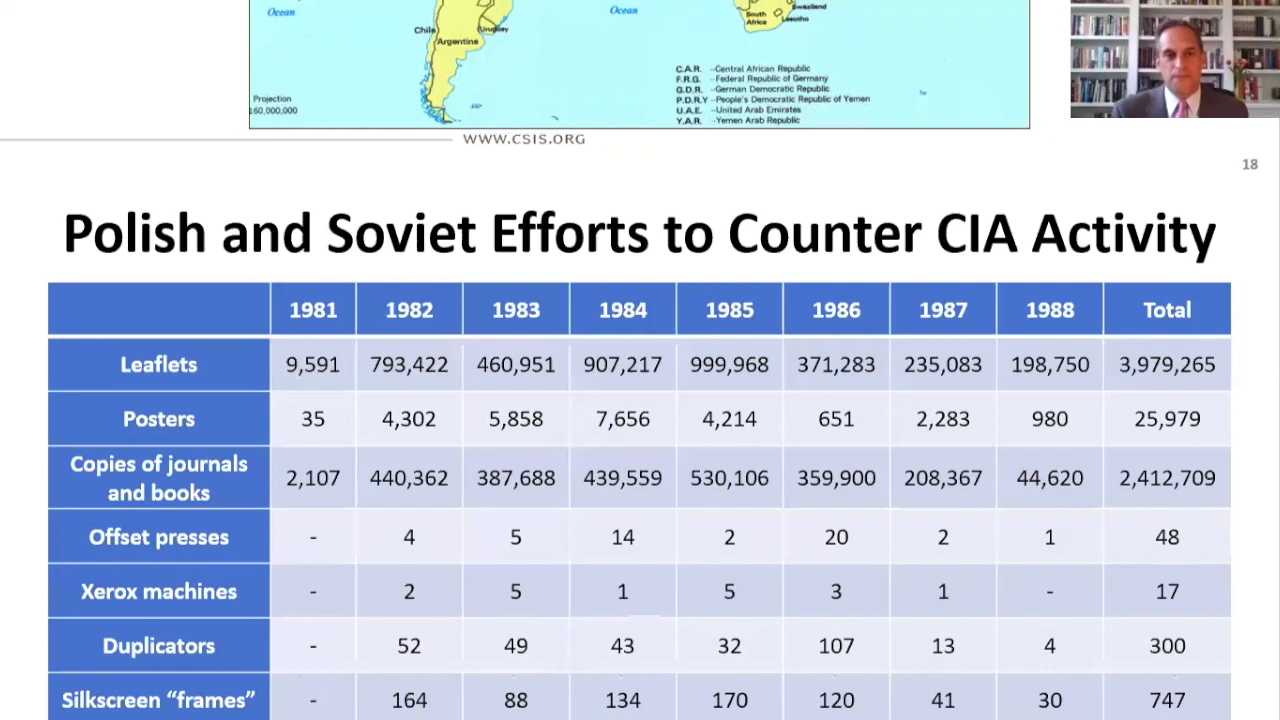 Ocean
Ocean
Chile
Uruguay
Argentina
South
Africa
Swaziland
Lesotho
C.A.R. --Central African Republic
F.R.G. --Federal Republic of Germany
G.D.R. --German Democratic Republic
P.D.R.Y --People's Democratic Republic of Yemen
U.A.E. --United Arab Emirates
Y.A.R. --Yemen Arab Republic
Projection
160,000,000
WWW.CSIS.ORG
18
Polish and Soviet Efforts to Counter CIA Activity
1981 1982 1983 1984 1985 1986 1987 1988 Total
Leaflets 9,591 793,422 460,951 907,217 999,968 371,283 235,083 198,750 3,979,265
Posters 35 4,302 5,858 7,656 4,214 651 2,283 980 25,979
Copies of journals
and books 2,107 440,362 387,688 439,559 530,106 359,900 208,367 44,620 2,412,709
Offset presses - 4 5 14 2 20 2 1 48
Xerox machines - 2 5 1 5 3 1 - 17
Duplicators - 52 49 43 32 107 13 4 300
Silkscreen “frames” - 164 88 134 170 120 41 30 747